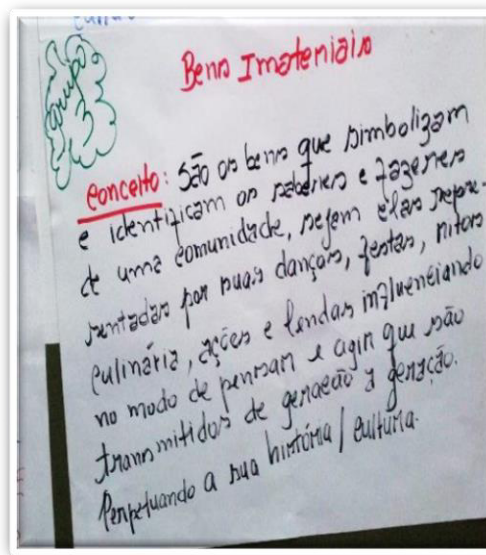 Grupo
3
Bens Imateriais
Conceito: São os bens que simbolizam
e identificam os saberes e fazeres
de uma comunidade, sejam elas repre-
sentadas por suas danças, festas, mitos
culinária, ações e lendas influenciando
no modo de pensar e agir que são
transmitidos de geração a geração.
Perpetuando a sua história / cultura.